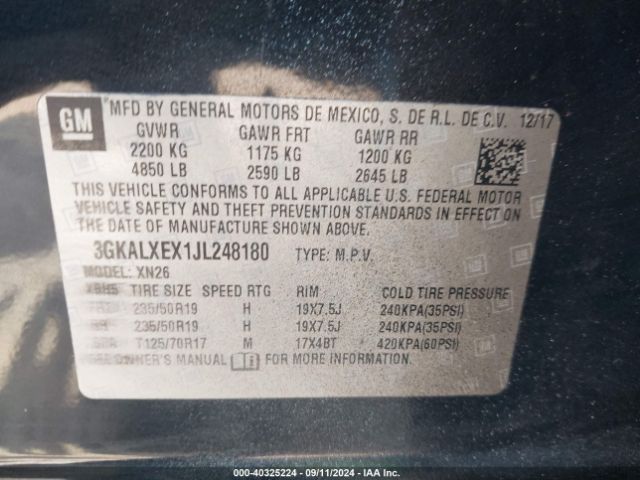 GM
*MFD BY GENERAL MOTORS DE MEXICO, S. DE R.L. DE C.V. 12/17
GVWR GAWR FRT GAWR RR
2200 KG 1175 KG 1200 KG
4850 LB 2590 LB 2645 LB
THIS VEHICLE CONFORMS TO ALL APPLICABLE U.S. FEDERAL MOTOR
VEHICLE SAFETY AND THEFT PREVENTION STANDARDS IN EFFECT ON
THE DATE OF MANUFACTURE SHOWN ABOVE.
3GKALXEX1JL248180 TYPE: M.P.V.
MODEL: XN26
TIRE SIZE SPEED RTG RIM COLD TIRE PRESSURE
235/50R19 H 19X7.5J 240KPA(35PSI)
235/50R19 H 19X7.5J 240KPA(35PSI)
T125/70R17 M 17X4BT 420KPA(60PSI)
SEE OWNER'S MANUAL FOR MORE INFORMATION.
000-40325224 - 09/11/2024 - IAA Inc.